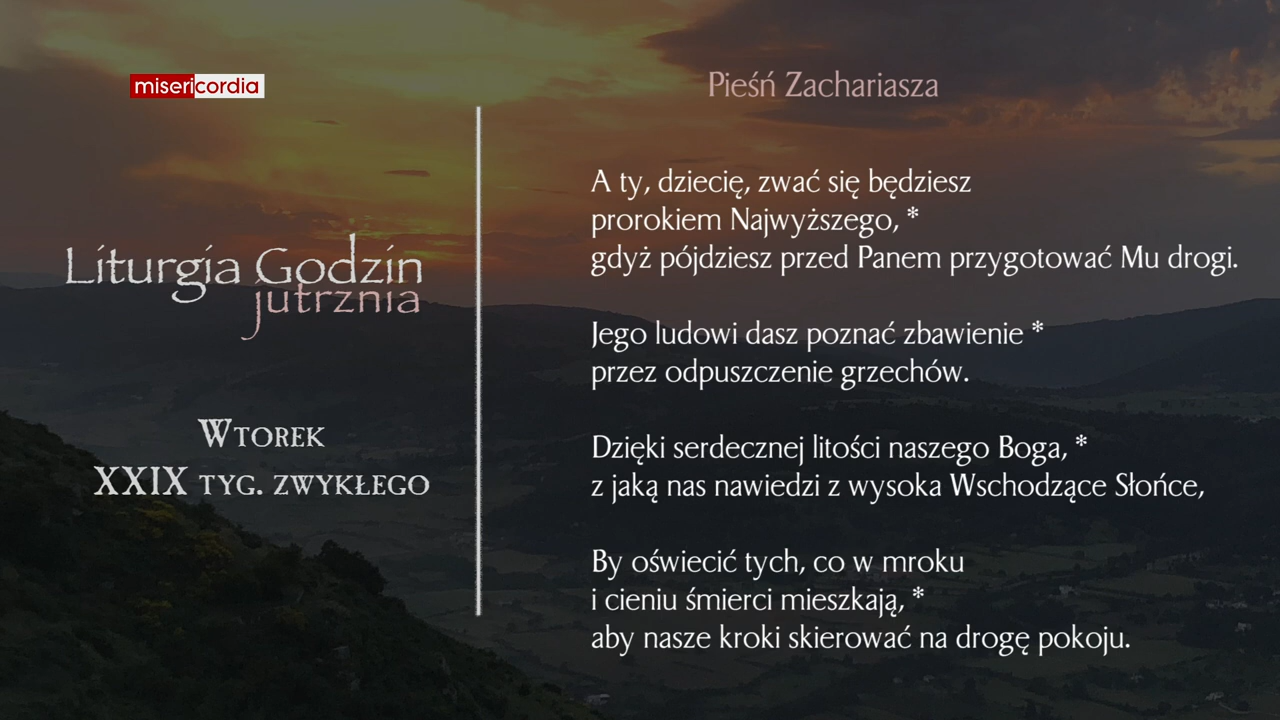 misericordia
Liturgia Godzin
jutrznia
Wtorek
XXIX tyg. zwykłego
Pieśń Zachariasza
A ty, dziecię, zwać się będziesz
prorokiem Najwyższego, *
gdyż pójdziesz przed Panem przygotować Mu drogi.
Jego ludowi dasz poznać zbawienie *
przez odpuszczenie grzechów.
Dzięki serdecznej litości naszego Boga, *
z jaką nas nawiedzi z wysoka Wschodzące Słońce,
By oświecić tych, co w mroku
i cieniu śmierci mieszkają, *
aby nasze kroki skierować na drogę pokoju.